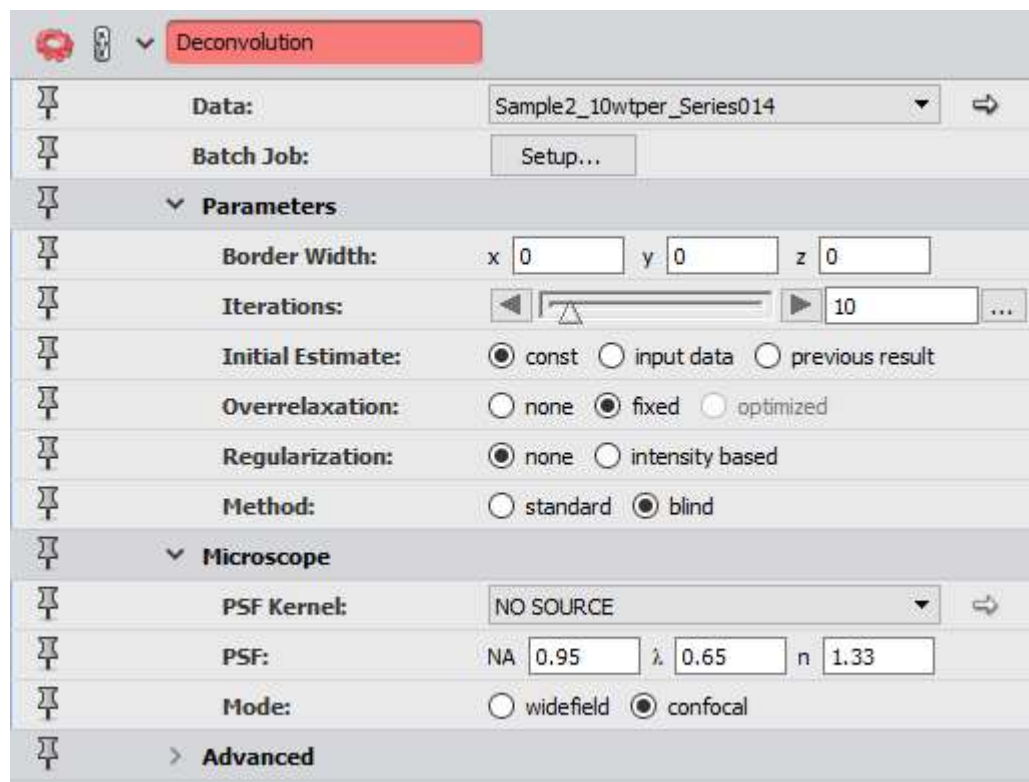 Deconvolution
Data: Sample2_10wtper_Series014
Batch Job: Setup...
Parameters
Border Width: x 0 y 0 z 0
Iterations: 10 ...
Initial Estimate: const input data previous result
Overrelaxation: none fixed optimized
Regularization: none intensity based
Method: standard blind
Microscope
PSF Kernel: NO SOURCE
PSF: NA 0.95 λ 0.65 n 1.33
Mode: widefield confocal
Advanced